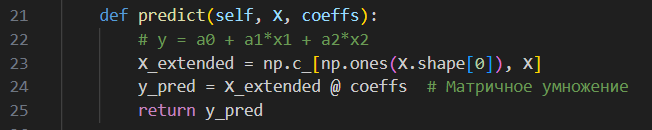 21 def predict(self, X, coeffs):
22 # y = a0 + a1*x1 + a2*x2
23 X_extended = np.c_[np.ones(X.shape[0]), X]
24 y_pred = X_extended @ coeffs  # Матричное умножение
25 return y_pred